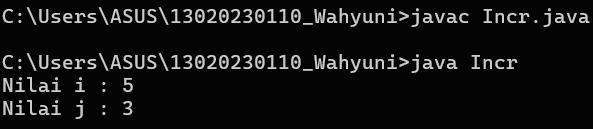 C:\Users\ASUS\13020230110_Wahyuni>javac Incr.java
C:\Users\ASUS\13020230110_Wahyuni>java Incr
Nilai i : 5
Nilai j : 3